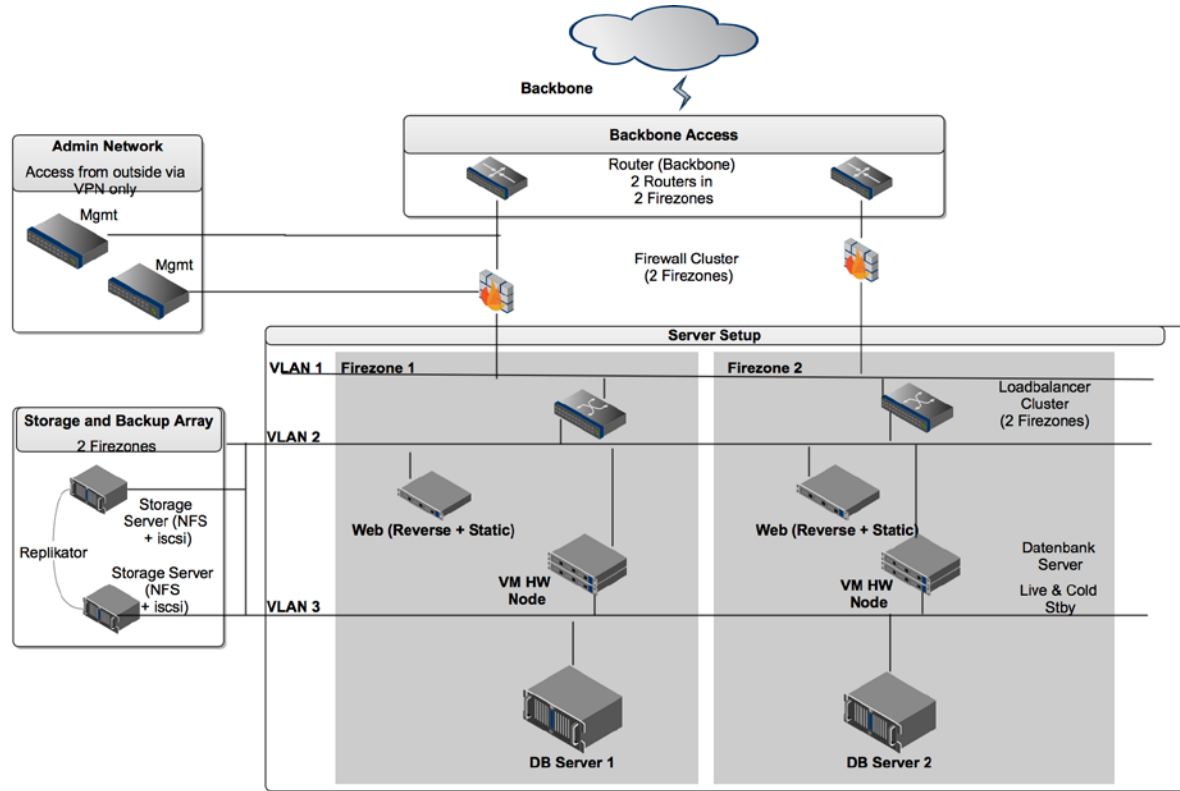 Backbone
Backbone Access
Router (Backbone)
2 Routers in
2 Firezones
Admin Network
Access from outside via
VPN only
Mgmt
Mgmt
Firewall Cluster
(2 Firezones)
Server Setup
VLAN 1
Firezone 1
Firezone 2
Loadbalancer
Cluster
(2 Firezones)
Storage and Backup Array
2 Firezones
VLAN 2
Storage
Server (NFS
+ iscsi)
Replikator
Storage Server
(NFS
+ iscsi)
Web (Reverse + Static)
Web (Reverse + Static)
VM HW
Node
VM HW
Node
Datenbank
Server
Live & Cold
Stby
VLAN 3
DB Server 1
DB Server 2